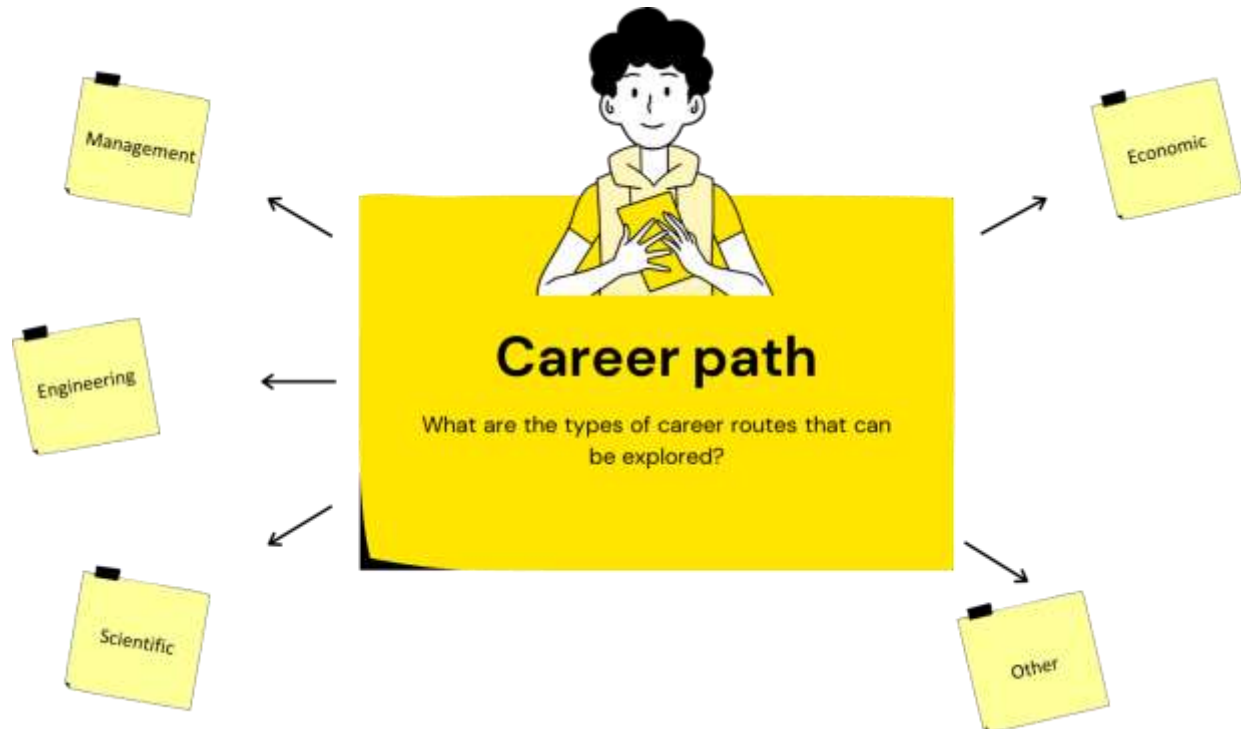 Management
Economic
Career path
What are the types of career routes that can
be explored?
Engineering
Scientific
Other